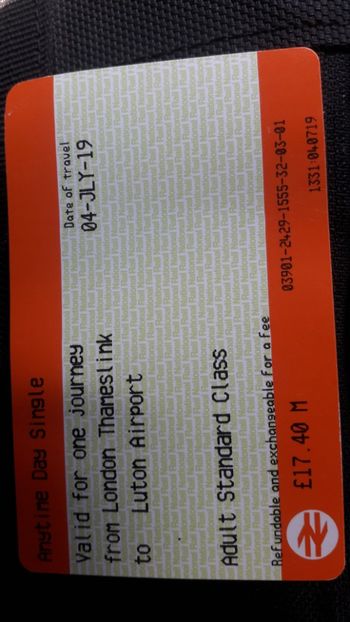 Anytime Day Single
Date of travel
Valid for one journey 04-JLY-19
from London Thameslink
to Luton Airport
Adult Standard Class
Refundable and exchangeable for a fee
03901-2429-1555-32-03-01
£17.40 M 1331:040719